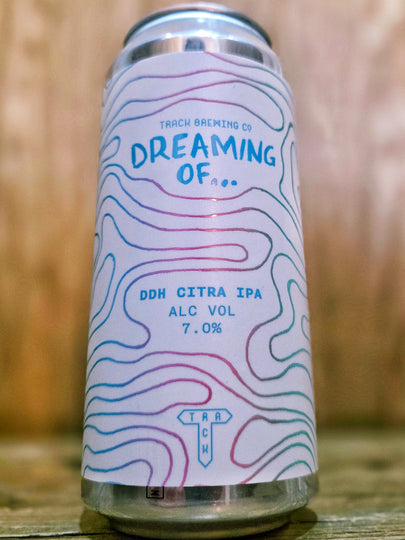 TRACK BREWING CO
DREAMING
OF...
DDH CITRA IPA
ALC VOL
7.0%
TRACK